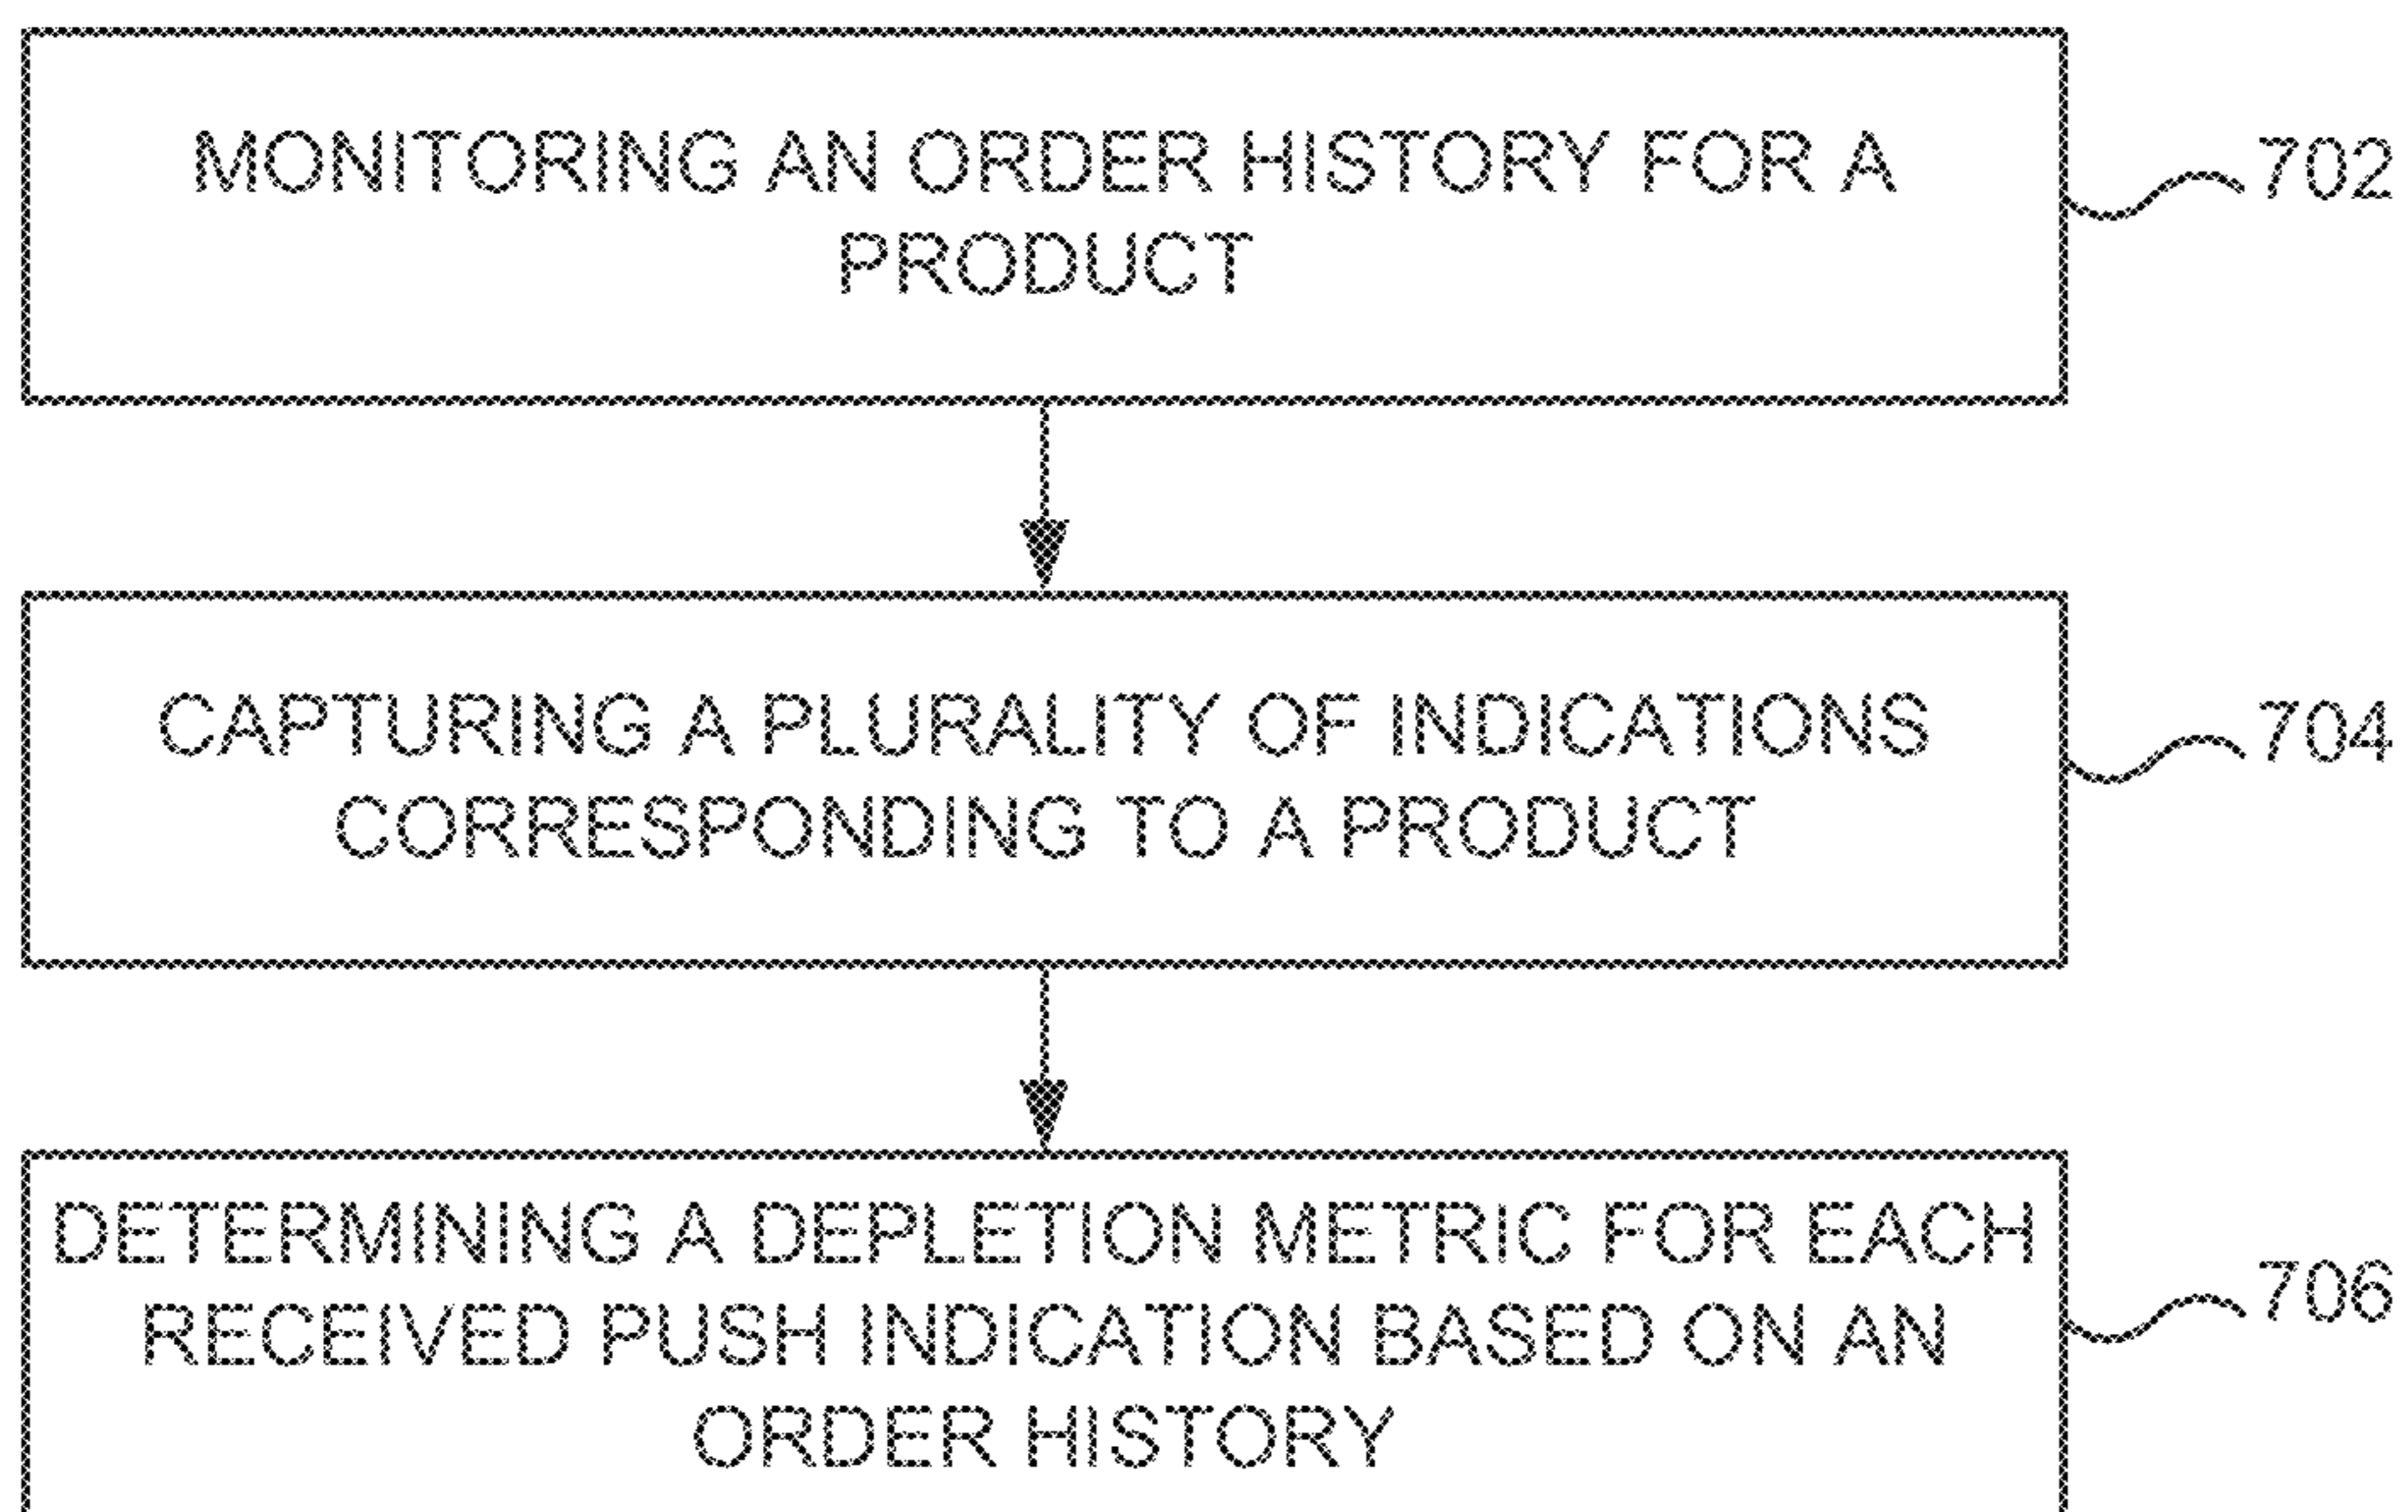 MONITORING AN ORDER HISTORY FOR A
PRODUCT
702
CAPTURING A PLURALITY OF INDICATIONS
CORRESPONDING TO A PRODUCT
704
DETERMINING A DEPLETION METRIC FOR EACH
RECEIVED PUSH INDICATION BASED ON AN
ORDER HISTORY
706